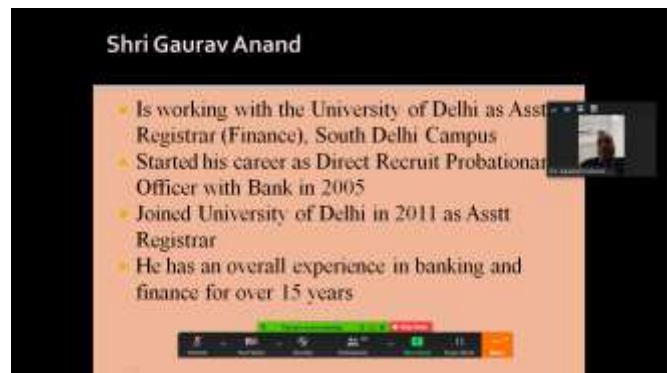 Shri Gaurav Anand
Is working with the University of Delhi as Asst
Registrar (Finance), South Delhi Campus
Started his career as Direct Recruit Probationar
Officer with Bank in 2005
Joined University of Delhi in 2011 as Asstt
Registrar
He has an overall experience in banking and
finance for over 15 years